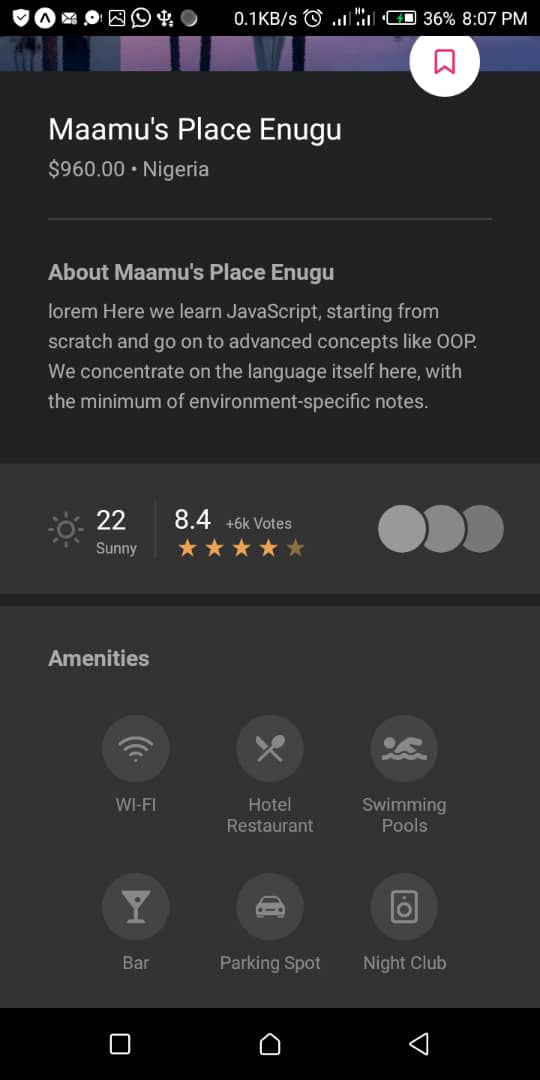 0.1KB/s 36% 8:07 PM
Maamu's Place Enugu
$960.00 • Nigeria
About Maamu's Place Enugu
lorem Here we learn JavaScript, starting from
scratch and go on to advanced concepts like OOP.
We concentrate on the language itself here, with
the minimum of environment-specific notes.
22
Sunny
8.4 +6k Votes
Amenities
WI-FI
Hotel
Restaurant
Swimming
Pools
Bar
Parking Spot
Night Club